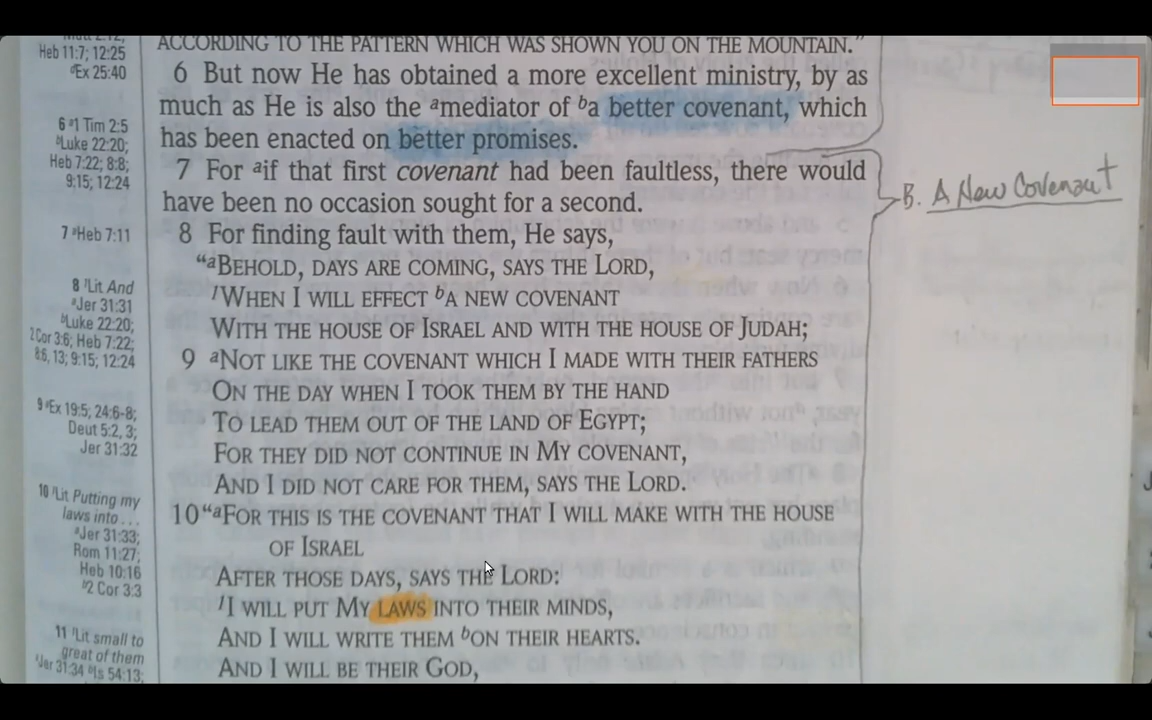 Heb 11:7; 12:25
ᵃEx 25:40
6 ᵃ1 Tim 2:5
ᵇLuke 22:20;
Heb 7:22; 8:8;
9:15; 12:24
7 ᵃHeb 7:11
8 ¹Lit And
ᵃJer 31:31
ᵇLuke 22:20;
2 Cor 3:6; Heb 7:22;
8:6, 13; 9:15; 12:24
9 ᵃEx 19:5; 24:6-8;
Deut 5:2, 3;
Jer 31:32
10 ¹Lit Putting my
laws into...
ᵃJer 31:33;
Rom 11:27;
Heb 10:16
ᵇ2 Cor 3:3
11 ¹Lit small to
great of them
ᵃJer 31:34 ᵇIs 54:13;
ACCORDING TO THE PATTERN WHICH WAS SHOWN YOU ON THE MOUNTAIN."
6 But now He has obtained a more excellent ministry, by as
much as He is also the ᵃmediator of ᵇa better covenant, which
has been enacted on better promises.
7 For ᵃif that first covenant had been faultless, there would
have been no occasion sought for a second.
8 For finding fault with them, He says,
"ᵃBEHOLD, DAYS ARE COMING, SAYS THE LORD,
¹WHEN I WILL EFFECT ᵇA NEW COVENANT
WITH THE HOUSE OF ISRAEL AND WITH THE HOUSE OF JUDAH;
9 ᵃNOT LIKE THE COVENANT WHICH I MADE WITH THEIR FATHERS
ON THE DAY WHEN I TOOK THEM BY THE HAND
TO LEAD THEM OUT OF THE LAND OF EGYPT;
FOR THEY DID NOT CONTINUE IN MY COVENANT,
AND I DID NOT CARE FOR THEM, SAYS THE LORD.
10 "ᵃFOR THIS IS THE COVENANT THAT I WILL MAKE WITH THE HOUSE
OF ISRAEL
AFTER THOSE DAYS, SAYS THE LORD:
¹I WILL PUT MY LAWS INTO THEIR MINDS,
AND I WILL WRITE THEM ᵇON THEIR HEARTS.
AND I WILL BE THEIR GOD,
B. A New Covenant